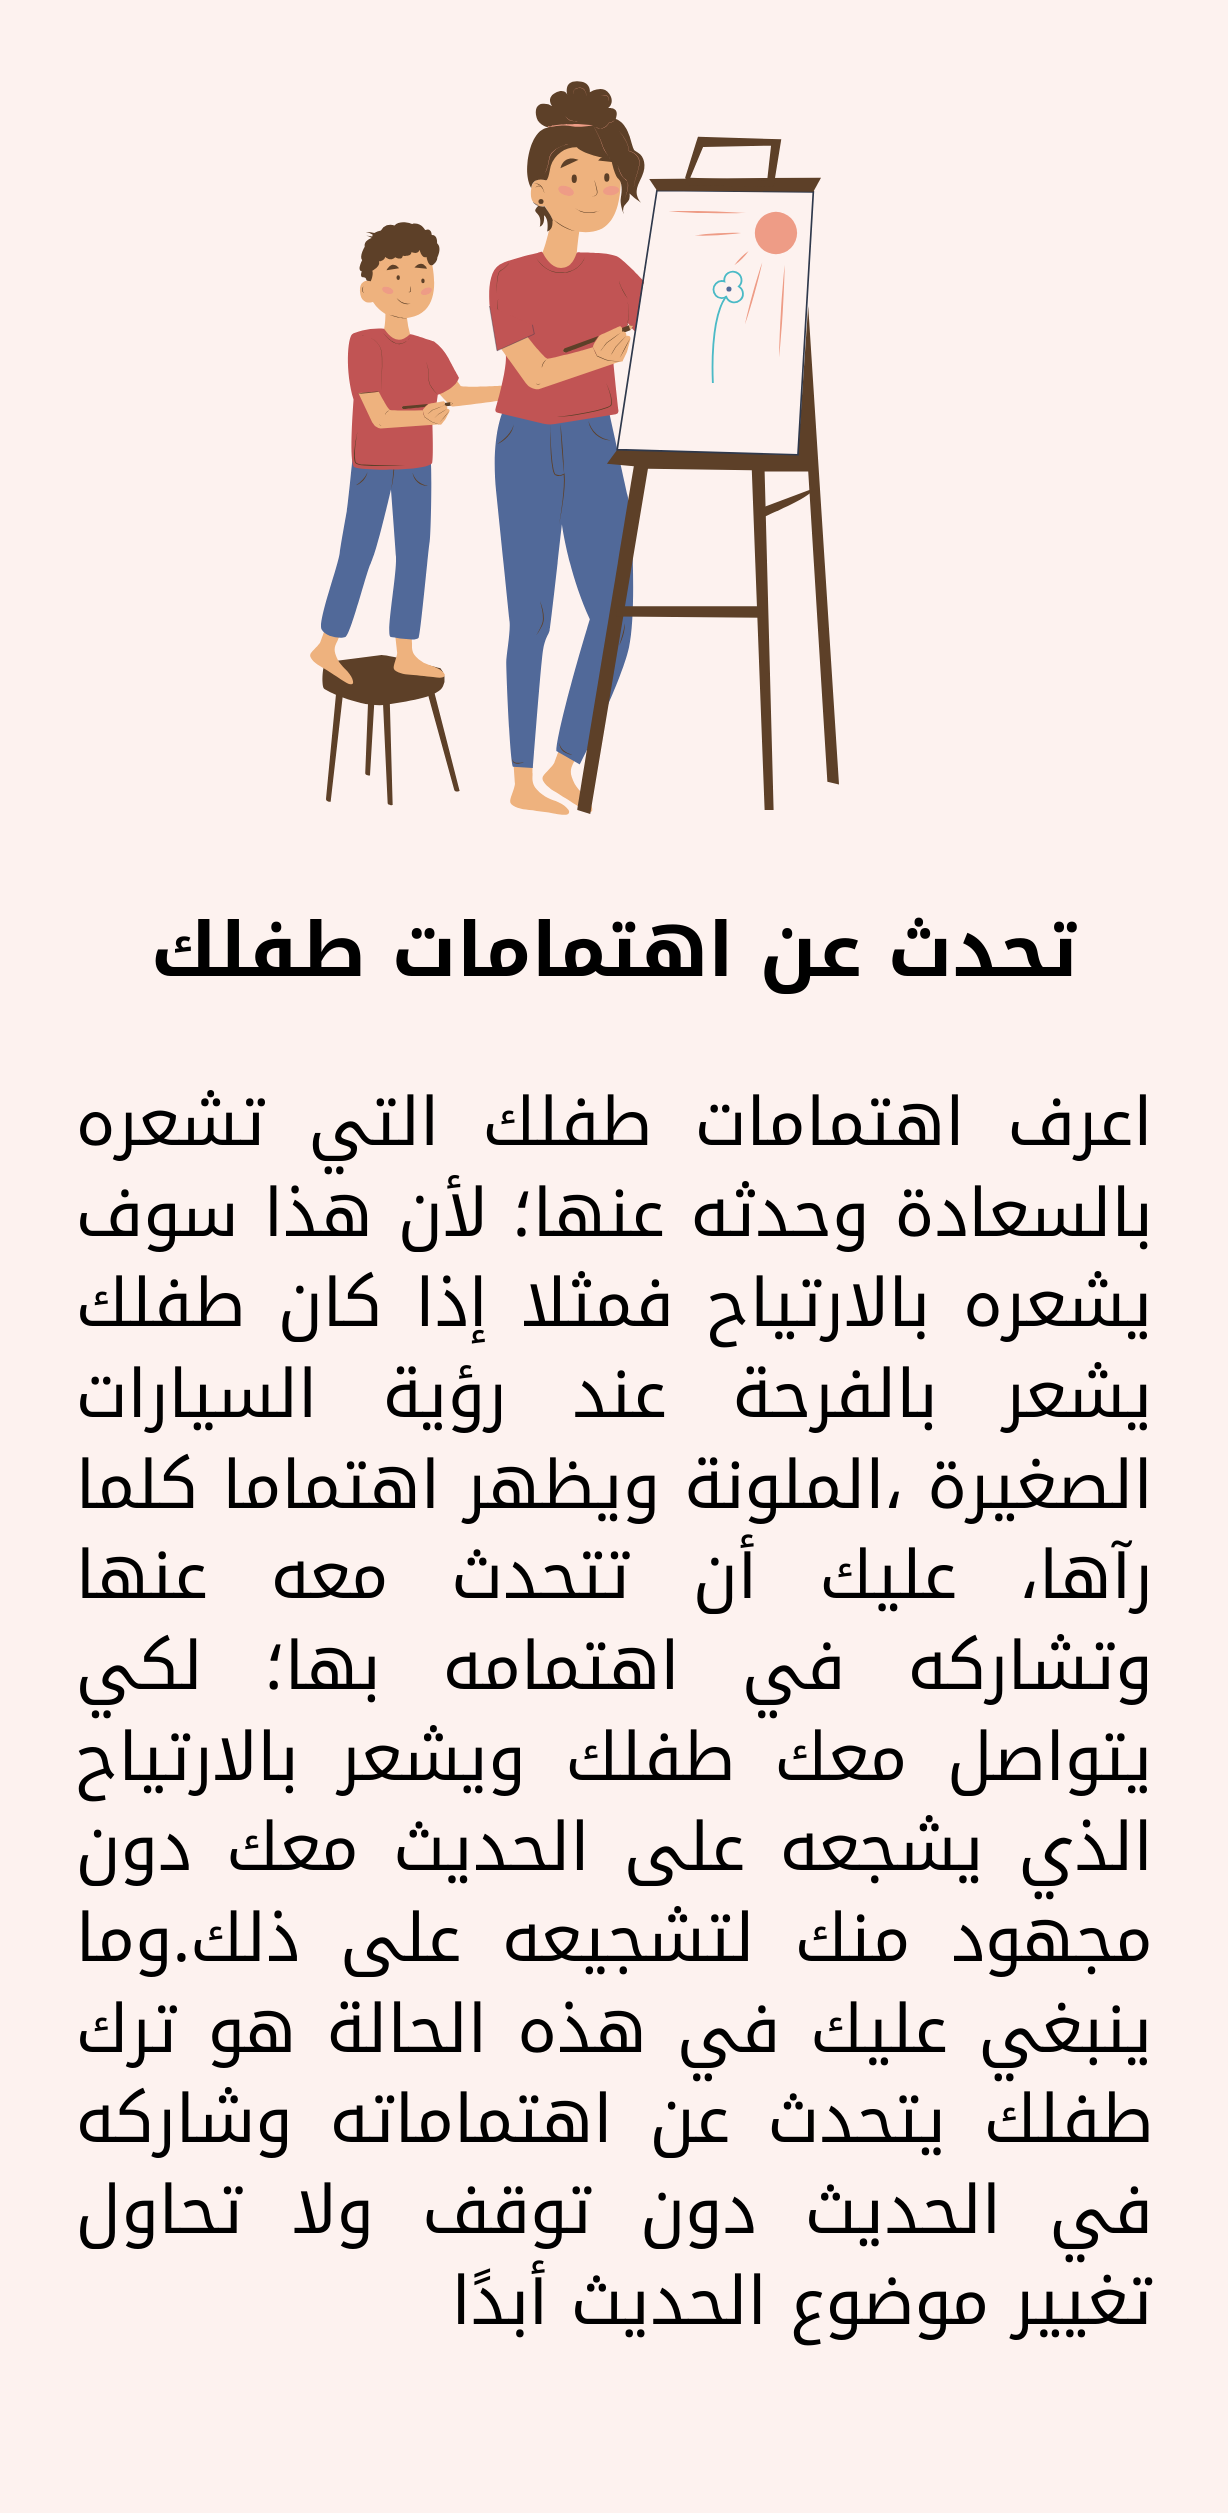 تحدث عن اهتمامات طفلك
اعرف اهتمامات طفلك التي تشعره
بالسعادة وحدثه عنها؛ لأن هذا سوف
يشعره بالارتياح فمثلا إذا كان طفلك
يشعر بالفرحة عند رؤية السيارات
الصغيرة ،الملونة ويظهر اهتماما كلما
رآها، عليك أن تتحدث معه عنها
وتشاركه في اهتمامه بها؛ لكي
يتواصل معك طفلك ويشعر بالارتياح
الذي يشجعه على الحديث معك دون
مجهود منك لتشجيعه على ذلك.وما
ينبغي عليك في هذه الحالة هو ترك
طفلك يتحدث عن اهتماماته وشاركه
في الحديث دون توقف ولا تحاول
تغيير موضوع الحديث أبدًا